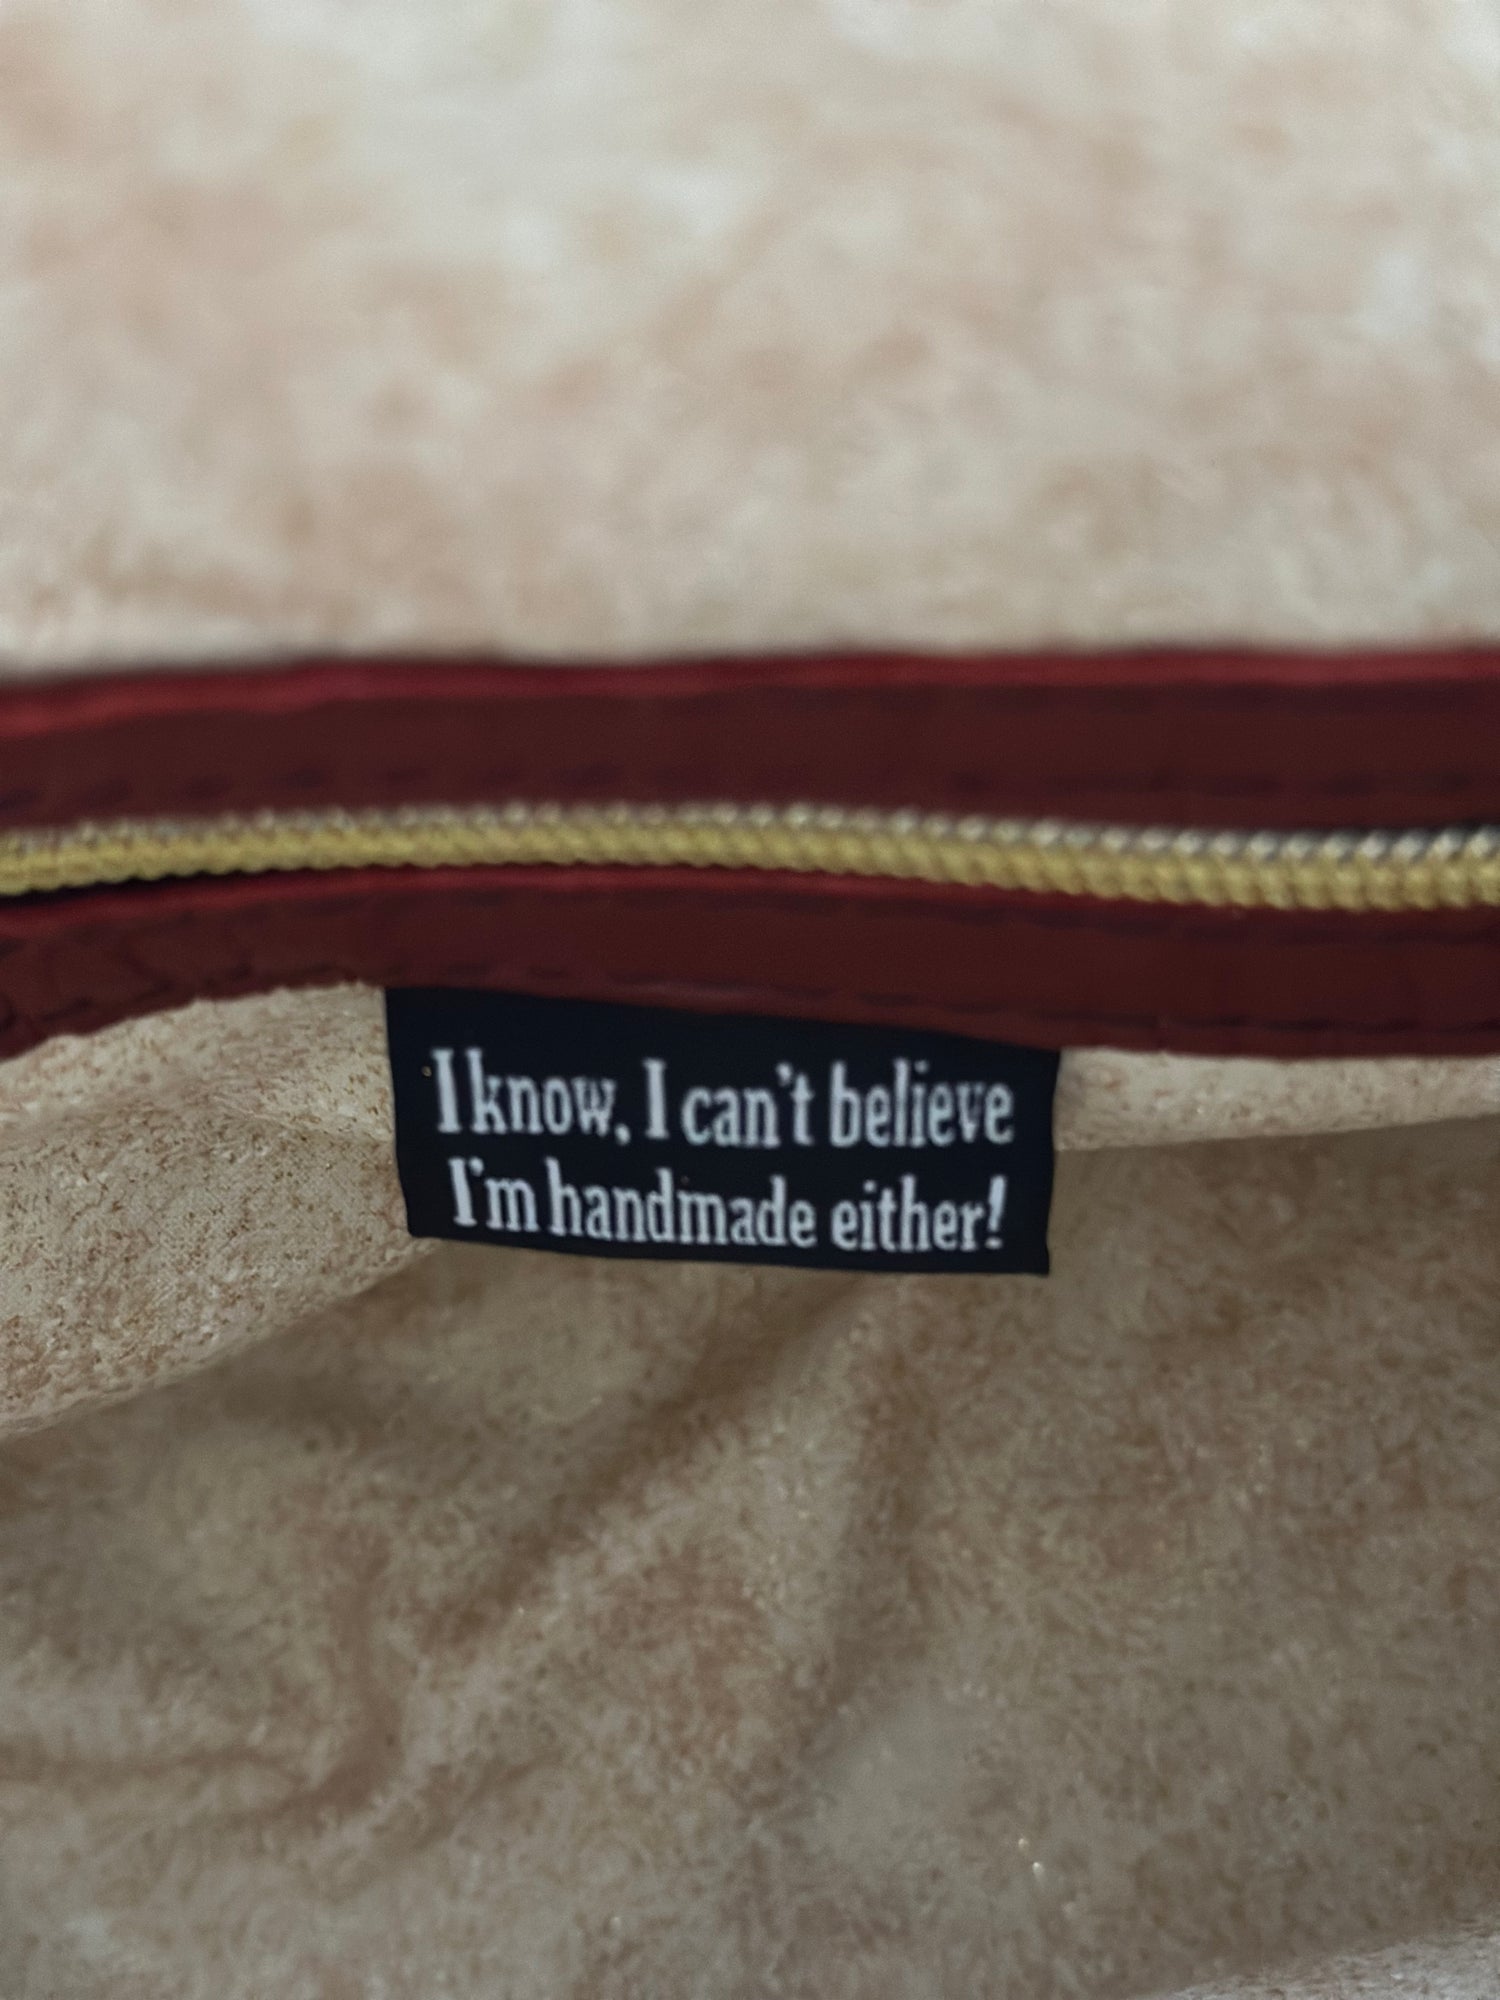 I know, I can't believe
I'm handmade either!